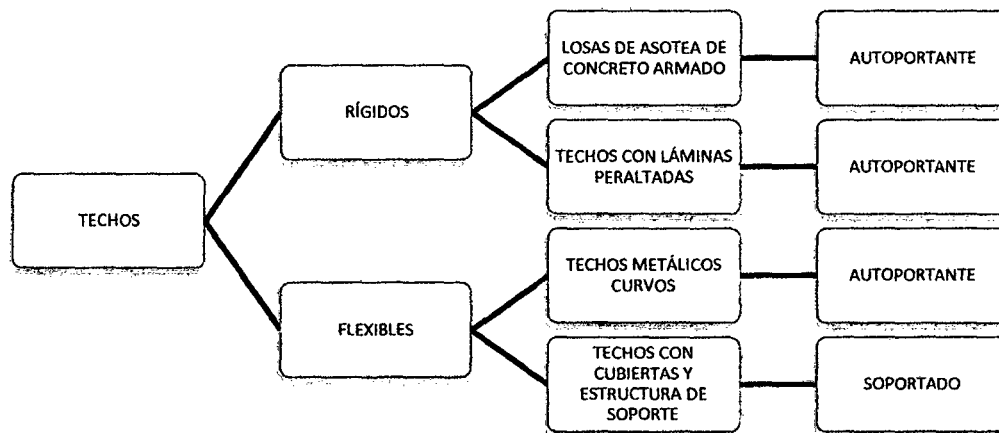 TECHOS
RÍGIDOS
LOSAS DE ASOTEA DE
CONCRETO ARMADO
AUTOPORTANTE
TECHOS CON LÁMINAS
PERALTADAS
AUTOPORTANTE
FLEXIBLES
TECHOS METÁLICOS
CURVOS
AUTOPORTANTE
TECHOS CON
CUBIERTAS Y
ESTRUCTURA DE
SOPORTE
SOPORTADO